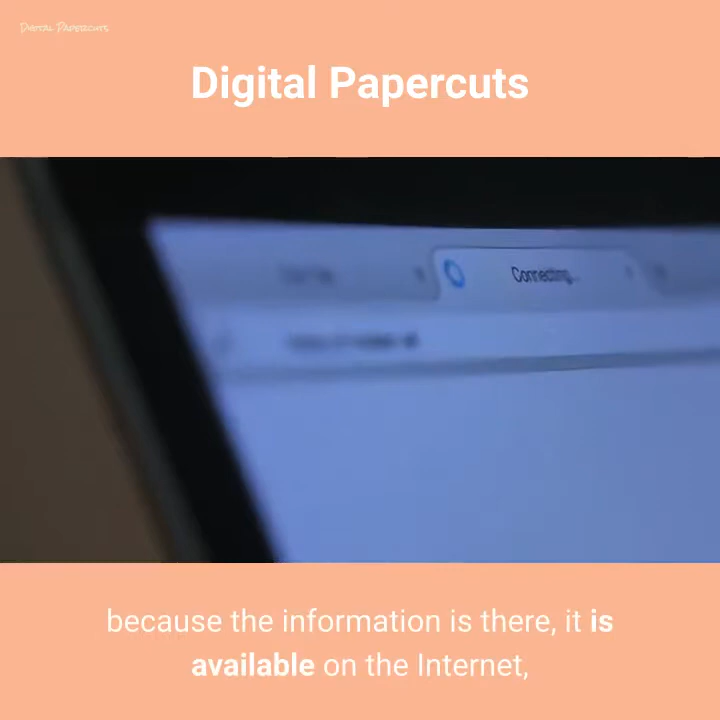 Digital Papercuts
Digital Papercuts
Connecting...
because the information is there, it is
available on the Internet,